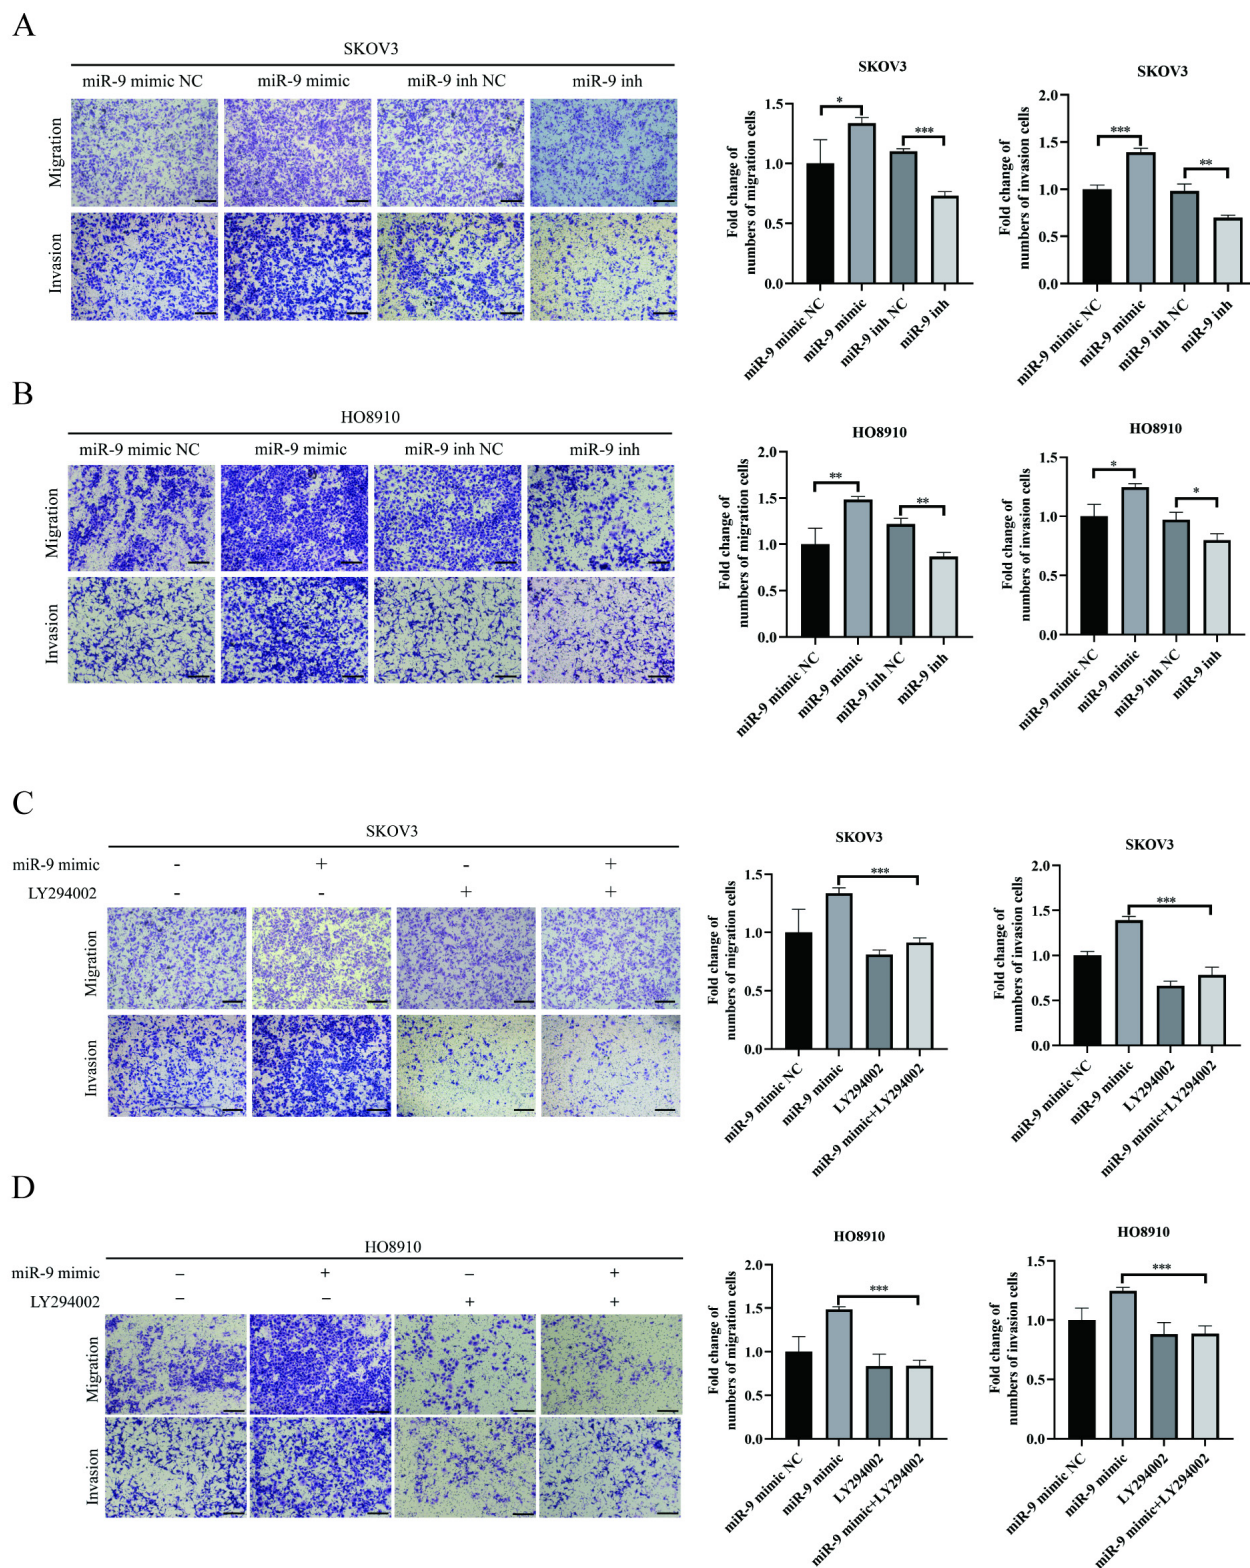 A
SKOV3
miR-9 mimic NC miR-9 mimic miR-9 inh NC miR-9 inh
Migration
Invasion
SKOV3
Fold change of
numbers of migration cells
1.5
1.0
0.5
0.0
*
***
miR-9 mimic NC
miR-9 mimic
miR-9 inh NC
miR-9 inh
SKOV3
Fold change of
numbers of invasion cells
2.0
1.5
1.0
0.5
0.0
***
**
miR-9 mimic NC
miR-9 mimic
miR-9 inh NC
miR-9 inh
B
HO8910
miR-9 mimic NC miR-9 mimic miR-9 inh NC miR-9 inh
Migration
Invasion
HO8910
Fold change of
numbers of migration cells
2.0
1.5
1.0
0.5
0.0
**
**
miR-9 mimic NC
miR-9 mimic
miR-9 inh NC
miR-9 inh
HO8910
Fold change of
numbers of invasion cells
1.5
1.0
0.5
0.0
*
*
miR-9 mimic NC
miR-9 mimic
miR-9 inh NC
miR-9 inh
C
SKOV3
miR-9 mimic - + - +
LY294002 - - + +
Migration
Invasion
SKOV3
Fold change of
numbers of migration cells
1.5
1.0
0.5
0.0
***
miR-9 mimic NC
miR-9 mimic
LY294002
miR-9 mimic+LY294002
SKOV3
Fold change of
numbers of invasion cells
2.0
1.5
1.0
0.5
0.0
***
miR-9 mimic NC
miR-9 mimic
LY294002
miR-9 mimic+LY294002
D
HO8910
miR-9 mimic – + – +
LY294002 – – + +
Migration
Invasion
HO8910
Fold change of
numbers of migration cells
2.0
1.5
1.0
0.5
0.0
***
miR-9 mimic NC
miR-9 mimic
LY294002
miR-9 mimic+LY294002
HO8910
Fold change of
numbers of invasion cells
1.5
1.0
0.5
0.0
***
miR-9 mimic NC
miR-9 mimic
LY294002
miR-9 mimic+LY294002